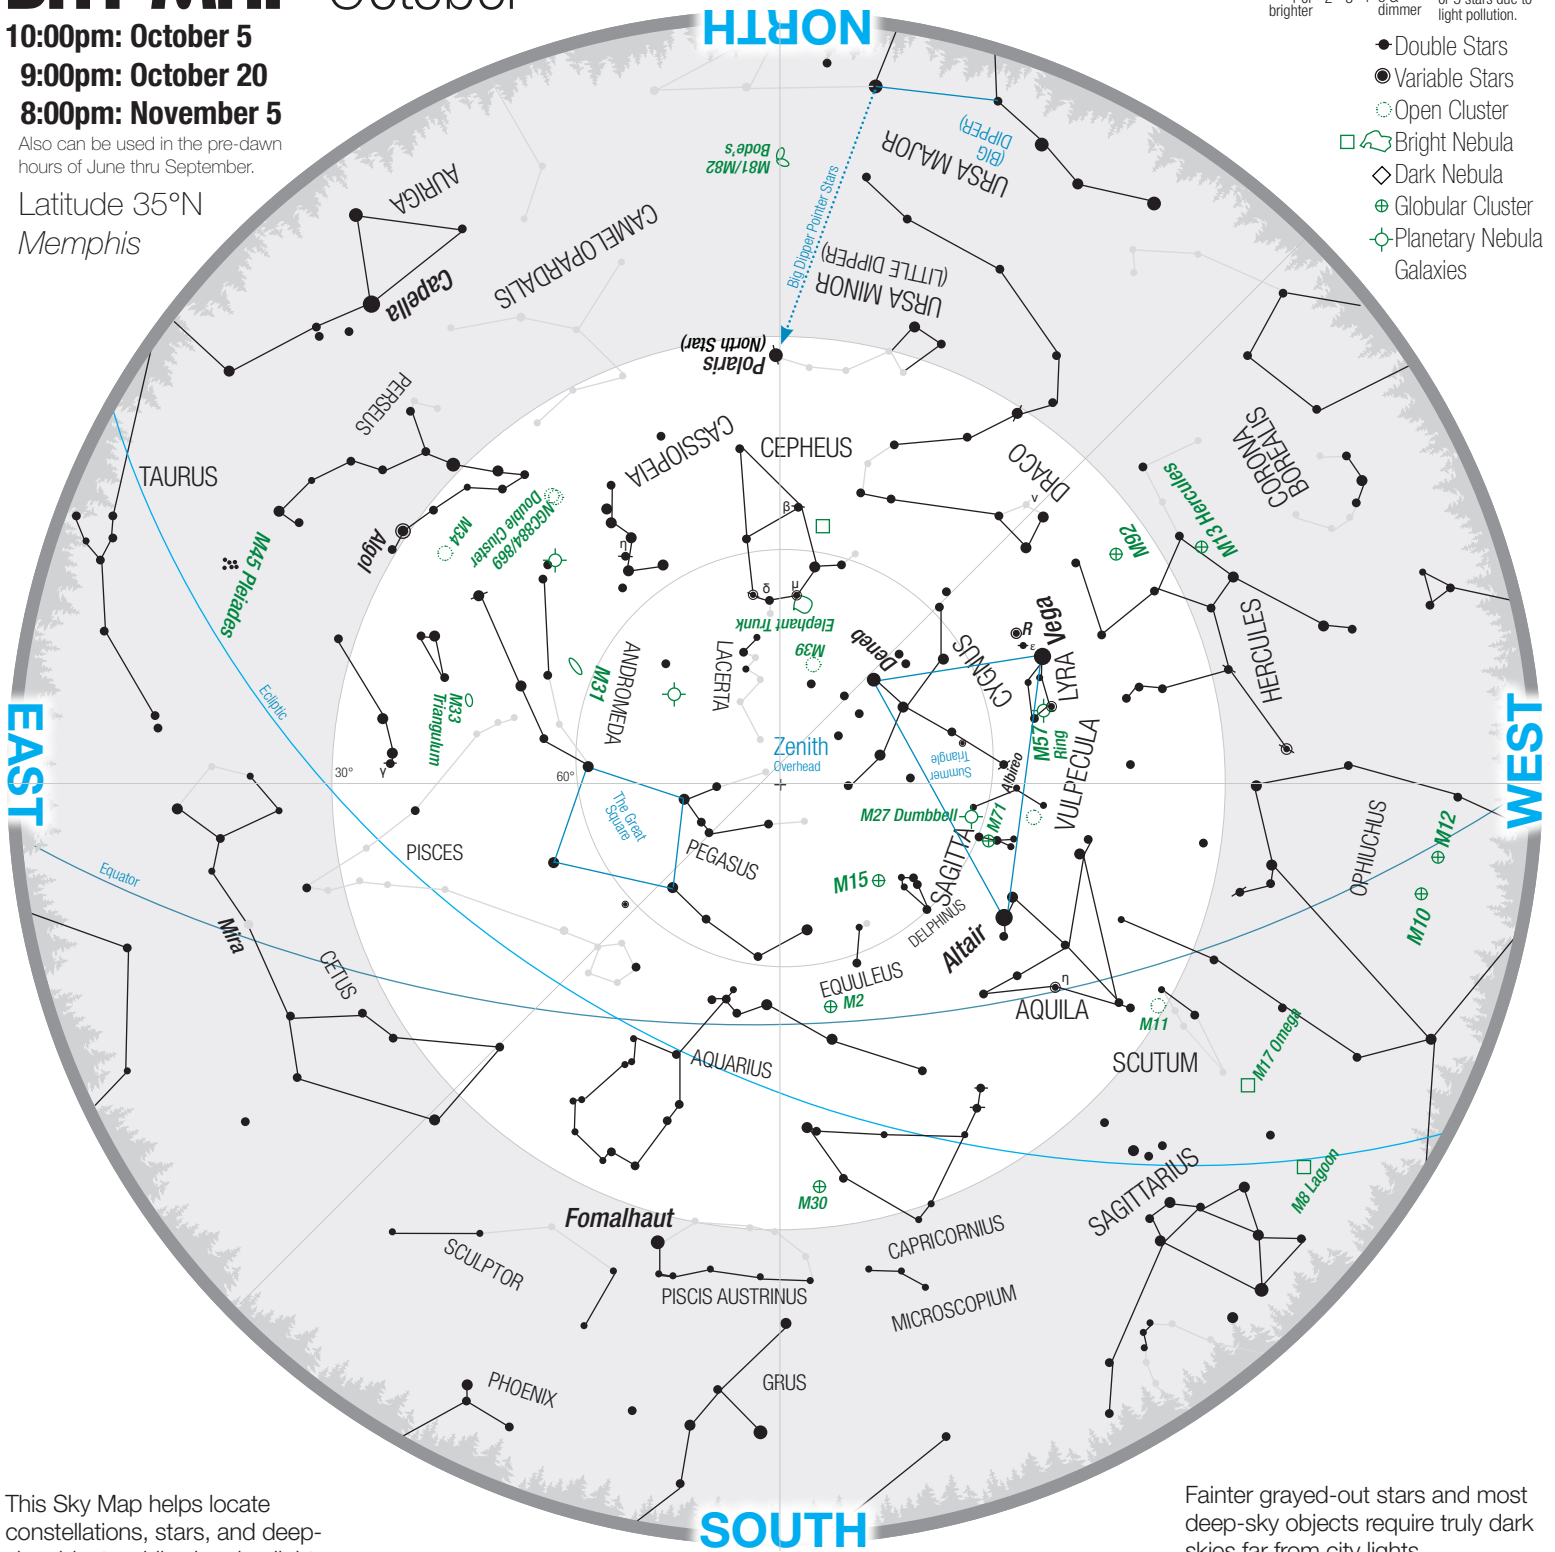 October
10:00pm: October 5
9:00pm: October 20
8:00pm: November 5
Also can be used in the pre-dawn
hours of June thru September.
Latitude 35°N
Memphis
brighter
dimmer
light pollution.
Double Stars
Variable Stars
Open Cluster
Bright Nebula
Dark Nebula
Globular Cluster
Planetary Nebula
Galaxies
NORTH
(BIG
DIPPER)
URSA MAJOR
M81/M82
Bode's
Big Dipper Pointer Stars
AURIGA
Capella
CAMELOPARDALIS
URSA MINOR
(LITTLE DIPPER)
Polaris
(North Star)
PERSEUS
CASSIOPEIA
CEPHEUS
DRACO
ν
CORONA
BOREALIS
TAURUS
M45 Pleiades
Algol
M34
NGC884/869
Double Cluster
η
β
δ
μ
Elephant Trunk
M39
M92
M13 Hercules
HERCULES
Deneb
CYGNUS
R
ε
Vega
LYRA
LACERTA
ANDROMEDA
M31
M33
Triangulum
γ
Ecliptic
EAST
WEST
Zenith
Overhead
30°
60°
Summer
Triangle
Albireo
M57
Ring
VULPECULA
The Great
Square
M27 Dumbbell
M71
SAGITTA
PISCES
PEGASUS
M15
DELPHINUS
Altair
OPHIUCHUS
M12
M10
Equator
Mira
CETUS
EQUULEUS
M2
η
AQUILA
M11
SCUTUM
M17 Omega
AQUARIUS
SAGITTARIUS
M8 Lagoon
M30
Fomalhaut
CAPRICORNIUS
SCULPTOR
PISCIS AUSTRINUS
MICROSCOPIUM
PHOENIX
GRUS
SOUTH
This Sky Map helps locate
constellations, stars, and deep-
Fainter grayed-out stars and most
deep-sky objects require truly dark
skies far from city lights